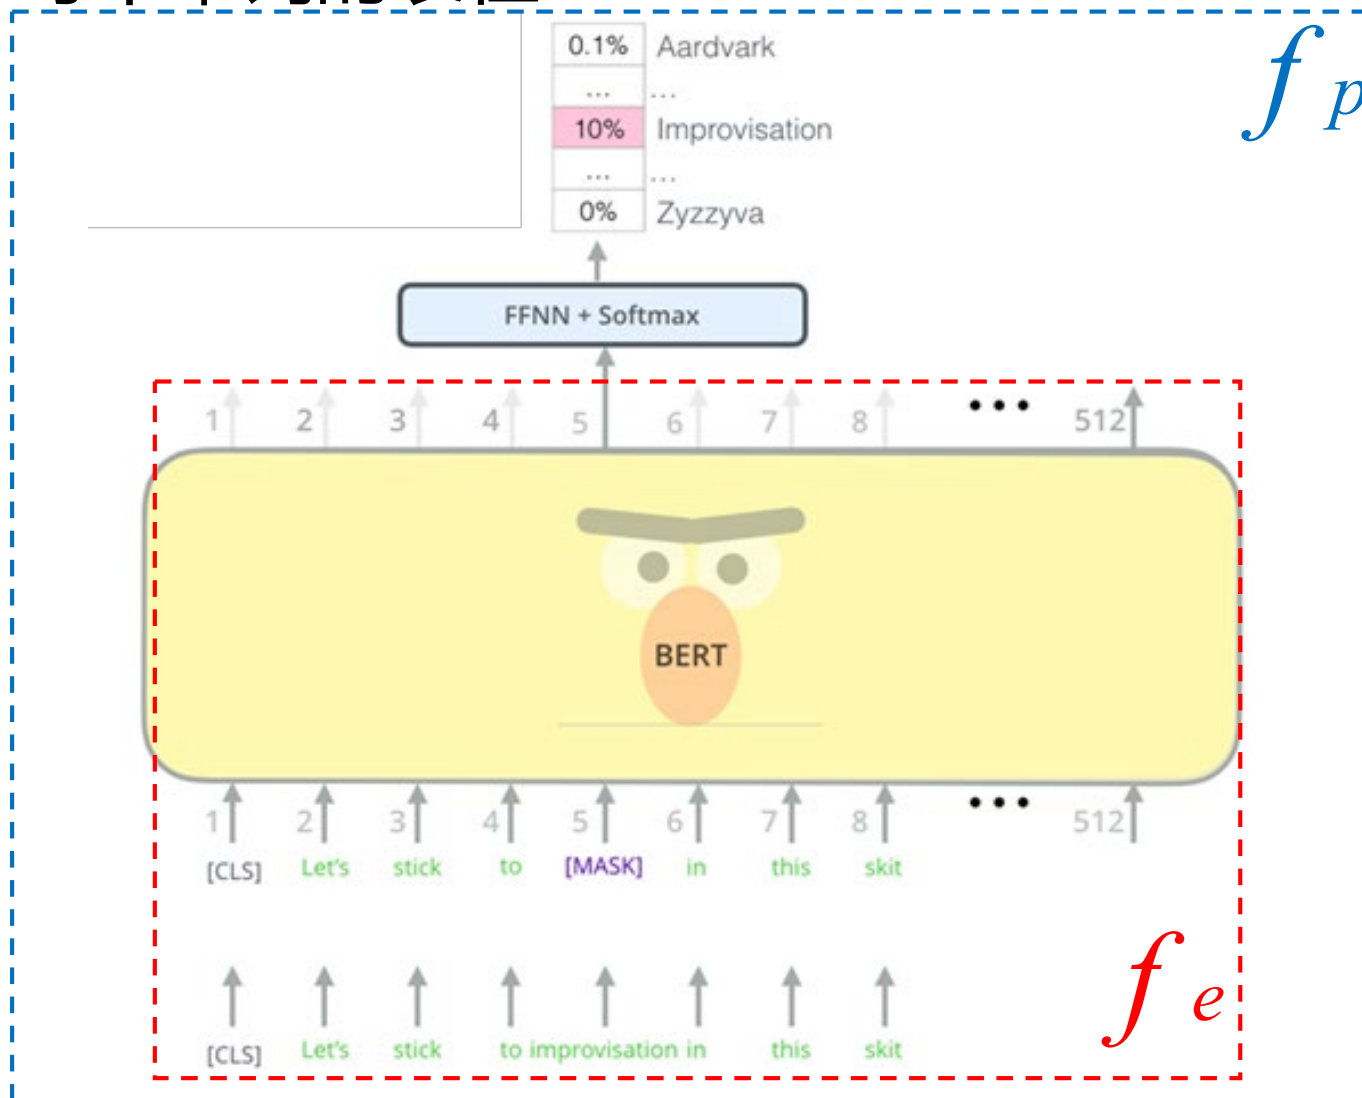 0.1% Aardvark
... ...
10% Improvisation
... ...
0% Zyzzyva
f p
FFNN + Softmax
1 2 3 4 5 6 7 8 ••• 512
BERT
1 2 3 4 5 6 7 8 ••• 512
[CLS] Let's stick to [MASK] in this skit
f e
[CLS] Let's stick to improvisation in this skit